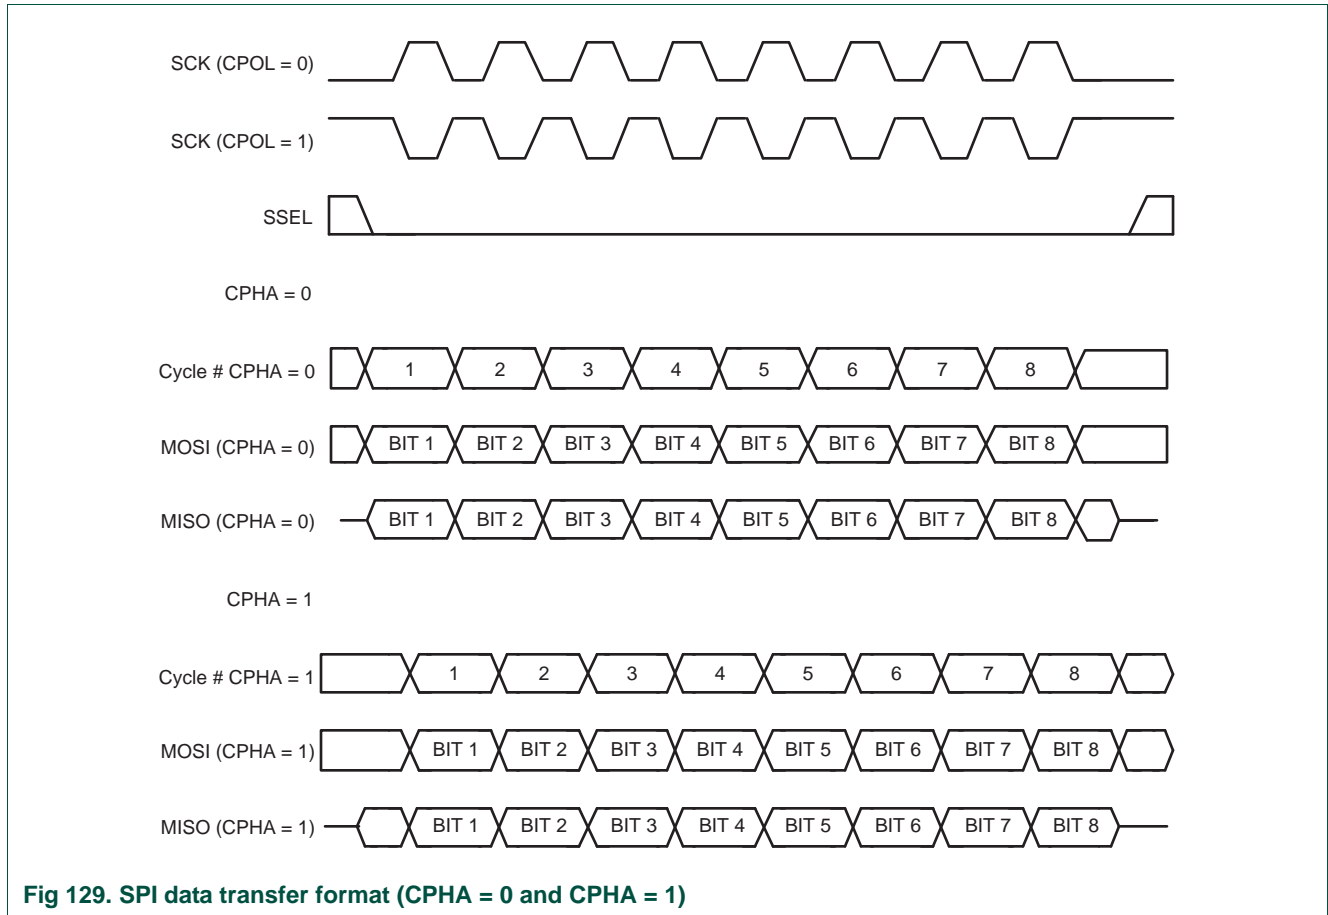 SCK (CPOL = 0)
SCK (CPOL = 1)
SSEL
CPHA = 0
Cycle # CPHA = 0 1 2 3 4 5 6 7 8
MOSI (CPHA = 0) BIT 1 BIT 2 BIT 3 BIT 4 BIT 5 BIT 6 BIT 7 BIT 8
MISO (CPHA = 0) BIT 1 BIT 2 BIT 3 BIT 4 BIT 5 BIT 6 BIT 7 BIT 8
CPHA = 1
Cycle # CPHA = 1 1 2 3 4 5 6 7 8
MOSI (CPHA = 1) BIT 1 BIT 2 BIT 3 BIT 4 BIT 5 BIT 6 BIT 7 BIT 8
MISO (CPHA = 1) BIT 1 BIT 2 BIT 3 BIT 4 BIT 5 BIT 6 BIT 7 BIT 8
Fig 129. SPI data transfer format (CPHA = 0 and CPHA = 1)